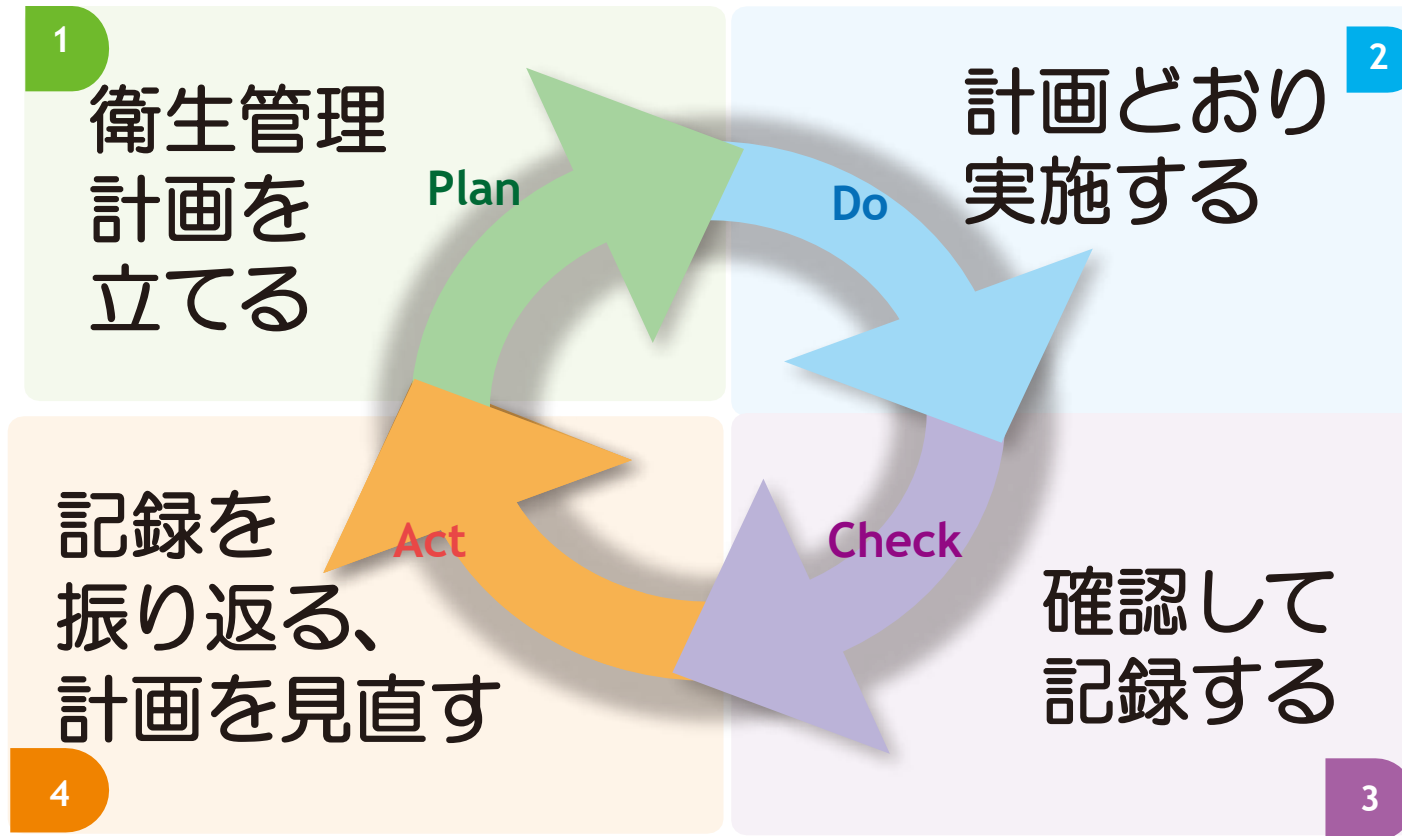 1
衛生管理
計画を
立てる
Plan
2
計画どおり
実施する
Do
3
確認して
記録する
Check
4
記録を
振り返る、
計画を見直す
Act